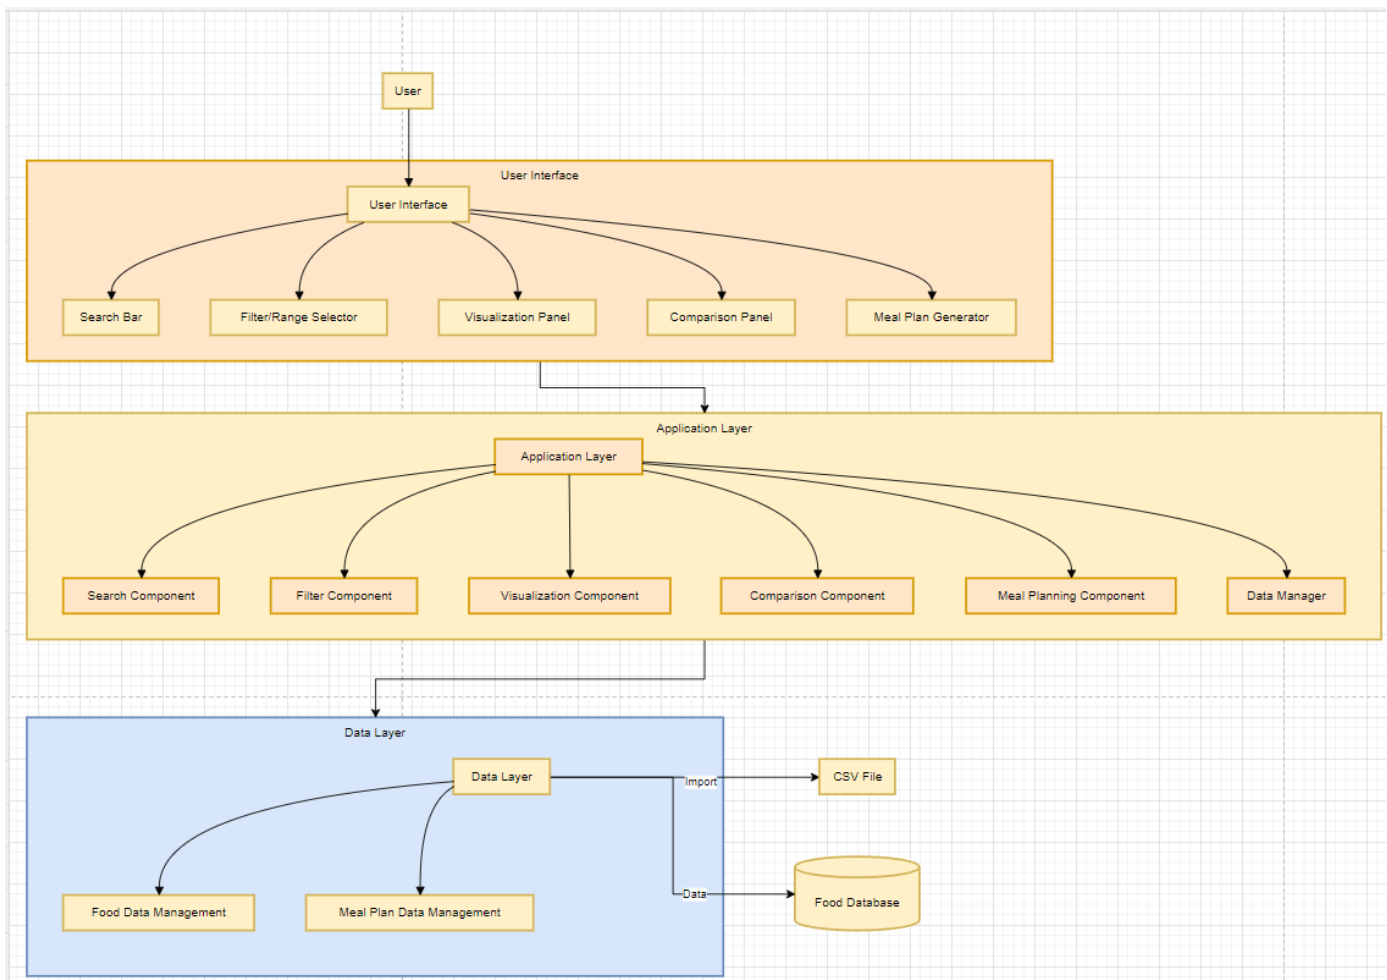 User
User Interface
User Interface
Search Bar
Filter/Range Selector
Visualization Panel
Comparison Panel
Meal Plan Generator
Application Layer
Application Layer
Search Component
Filter Component
Visualization Component
Comparison Component
Meal Planning Component
Data Manager
Data Layer
Data Layer
Import
CSV File
Data
Food Database
Food Data Management
Meal Plan Data Management